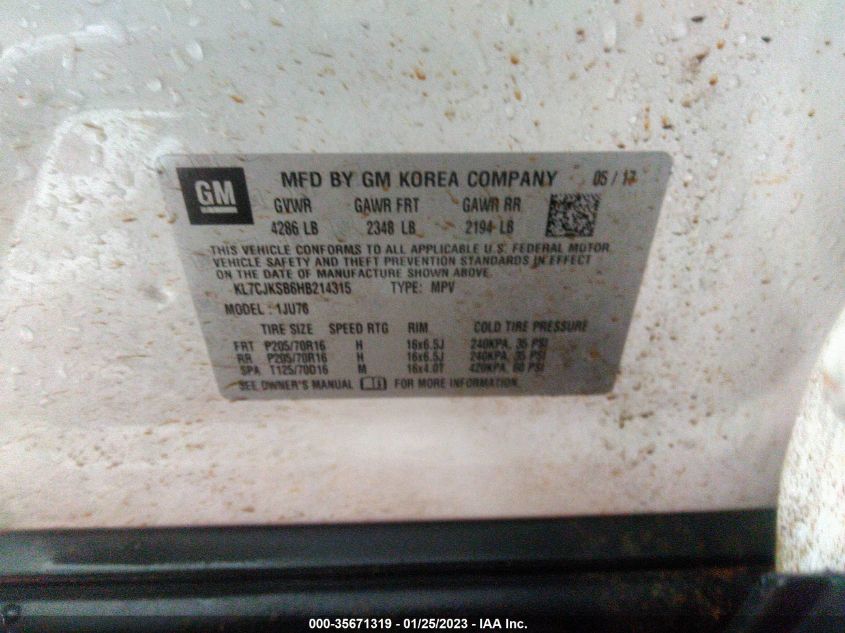 GM
MFD BY GM KOREA COMPANY 05 / 17
GVWR GAWR FRT GAWR RR
4286 LB 2348 LB 2194 LB
THIS VEHICLE CONFORMS TO ALL APPLICABLE U.S. FEDERAL MOTOR
VEHICLE SAFETY AND THEFT PREVENTION STANDARDS IN EFFECT
ON THE DATE OF MANUFACTURE SHOWN ABOVE.
KL7CJKSB6HB214315 TYPE: MPV
MODEL: 1JU76
TIRE SIZE SPEED RTG RIM COLD TIRE PRESSURE
FRT P205/70R16 H 16x6.5J 240KPA, 35 PSI
RR P205/70R16 H 16x6.5J 240KPA, 35 PSI
SPA T125/70D16 M 16x4.0T 420KPA, 60 PSI
SEE OWNER'S MANUAL FOR MORE INFORMATION
000-35671319 - 01/25/2023 - IAA Inc.